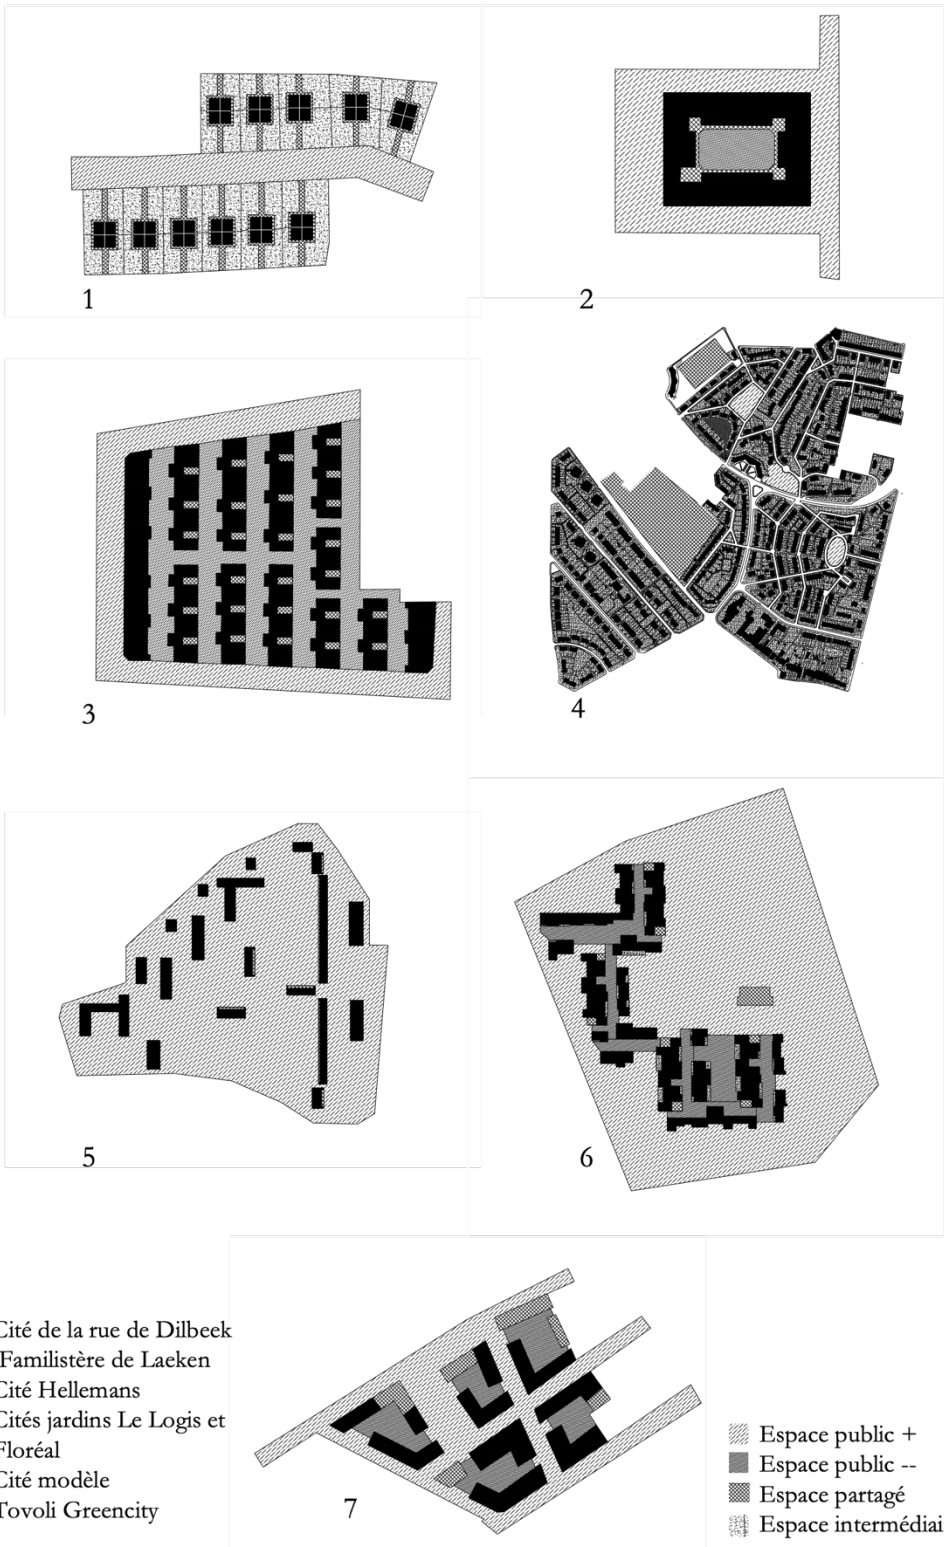 1
2
3
4
5
6
7
Cité de la rue de Dilbeek
Familistère de Laeken
Cité Hellemans
Cités jardins Le Logis et
Floréal
Cité modèle
Tovoli Greencity
Espace public +
Espace public --
Espace partagé
Espace intermédiai